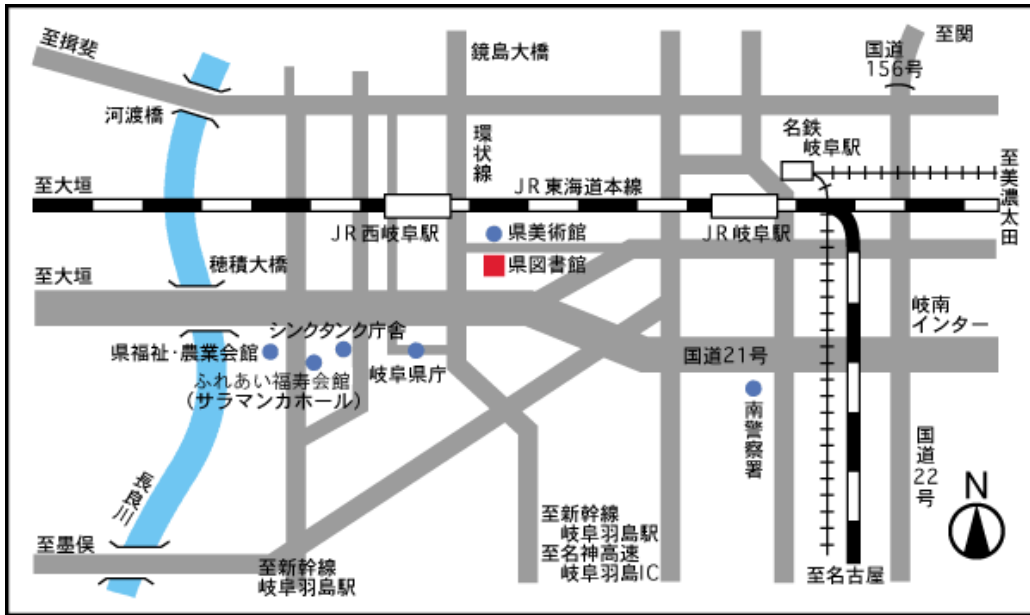 至揖斐
鏡島大橋
国道
156号
至関
河渡橋
環状線
名鉄
岐阜駅
至美濃太田
至大垣
JR東海道本線
JR西岐阜駅
県美術館
JR岐阜駅
穂積大橋
至大垣
県図書館
岐南
インター
シンクタンク庁舎
県福祉・農業会館
ふれあい福寿会館
(サラマンカホール)
岐阜県庁
国道21号
南警察署
国道22号
長良川
N
至墨俣
至新幹線
岐阜羽島駅
至新幹線
岐阜羽島駅
至名神高速
岐阜羽島IC
至名古屋